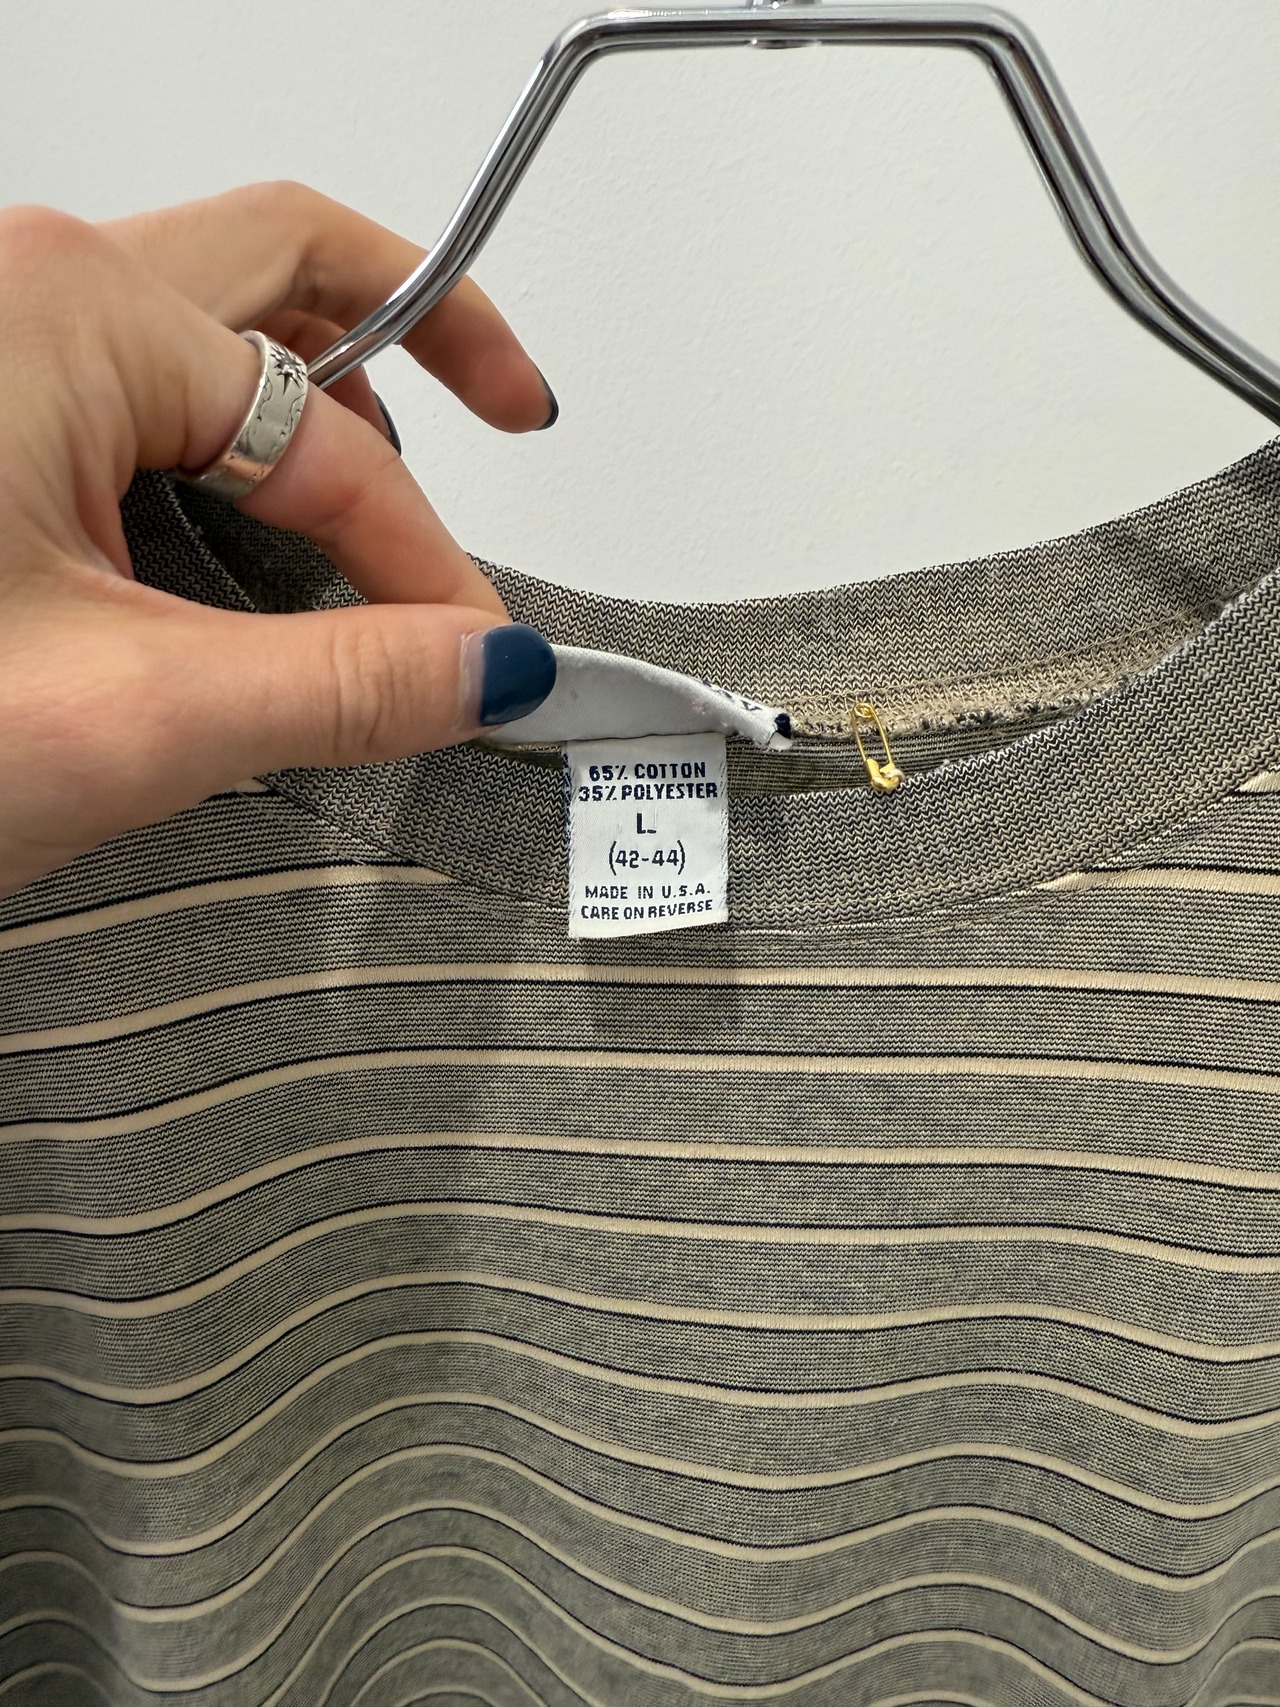 65% COTTON
35% POLYESTER
L
(42-44)
MADE IN U.S.A.
CARE ON REVERSE